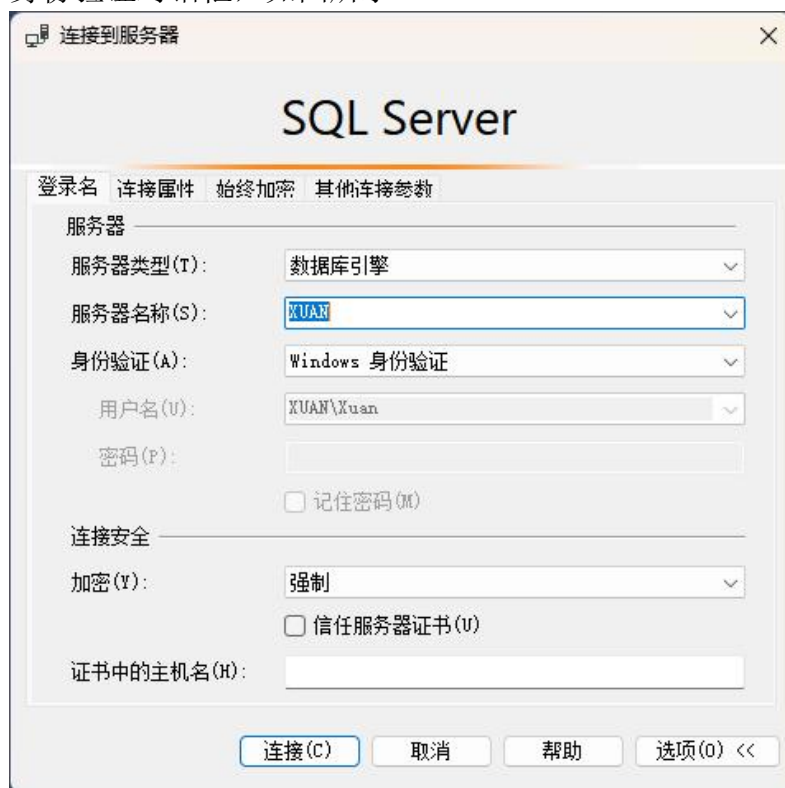 连接到服务器
SQL Server
登录名 连接属性 始终加密 其他连接参数
服务器
服务器类型(T): 数据库引擎
服务器名称(S): XUAN
身份验证(A): Windows 身份验证
用户名(U): XUAN\Xuan
密码(P):
记住密码(M)
连接安全
加密(Y): 强制
信任服务器证书(U)
证书中的主机名(H):
连接(C) 取消 帮助 选项(O) <<